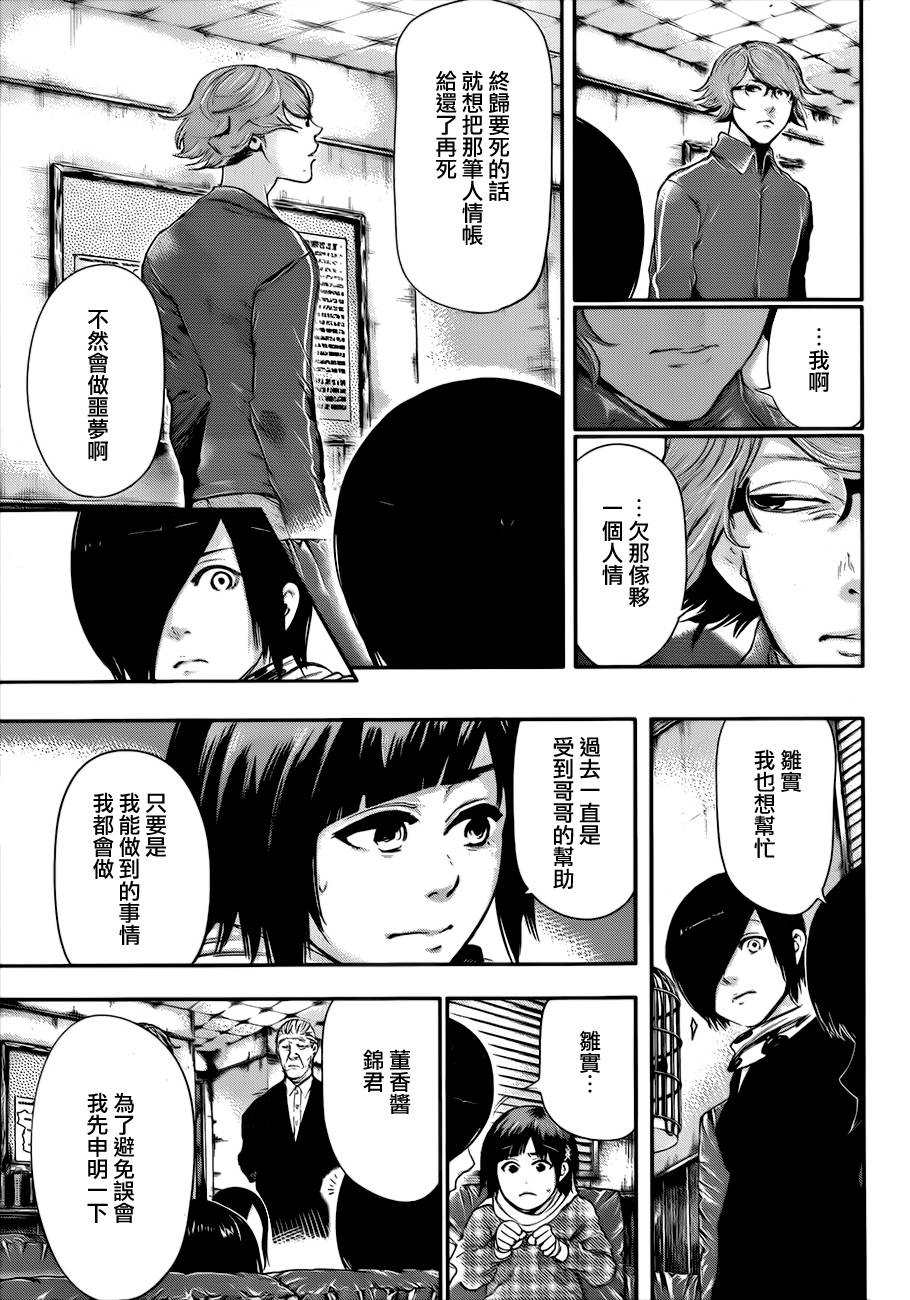 …我啊
…欠那傢夥
一個人情
終歸要死的話
就想把那筆人情帳
給還了再死
不然會做噩夢啊
雛實
我也想幫忙
過去一直是
受到哥哥的幫助
只要是
我能做到的事情
我都會做
雛實…
董香醬
錦君
為了避免誤會
我先申明一下